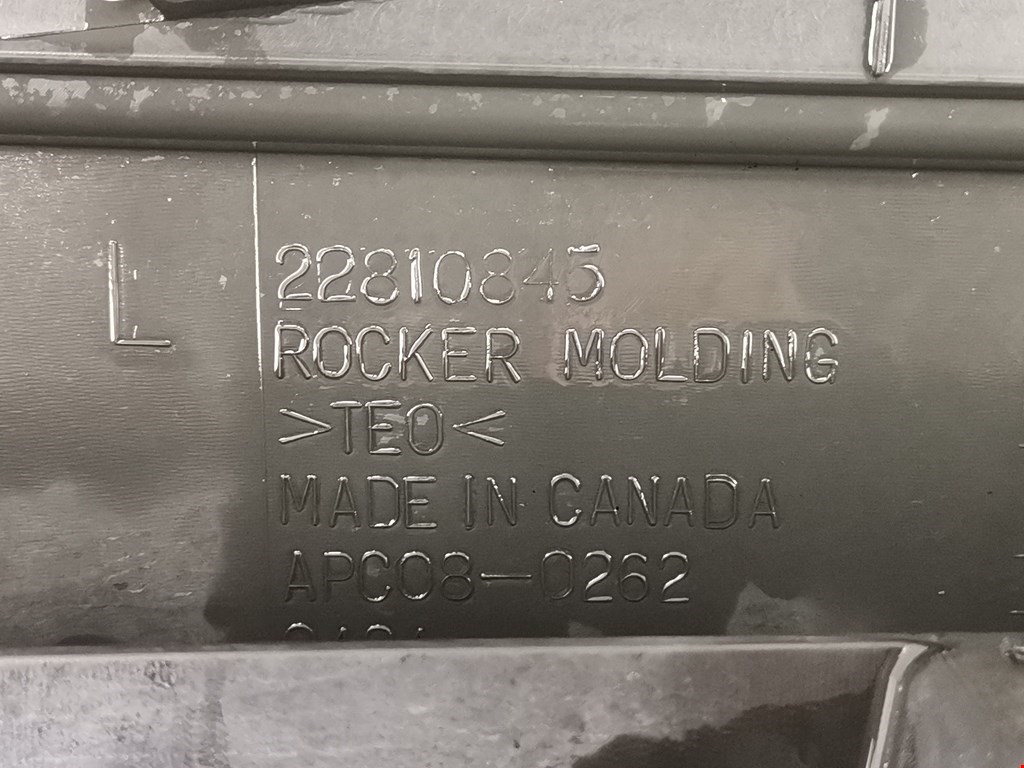 L
22810845
ROCKER MOLDING
>TEO<
MADE IN CANADA
APC08-0262